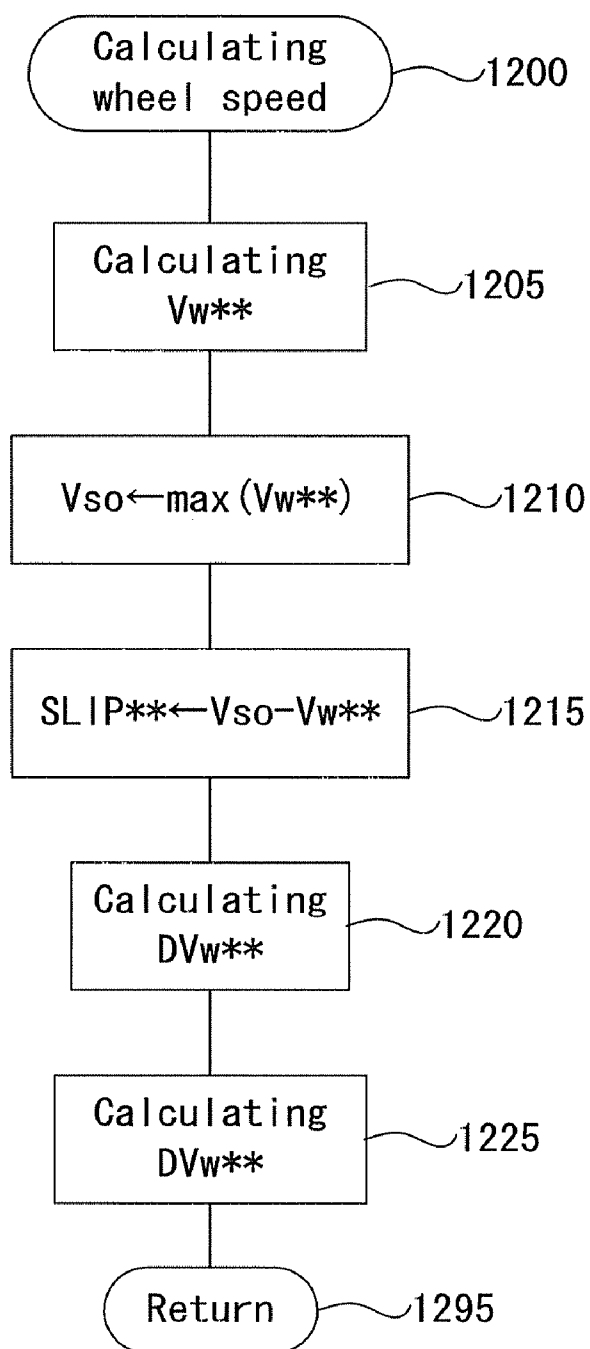 Calculating
wheel speed
1200
Calculating
Vw**
1205
Vso←max(Vw**)
1210
SLIP**←Vso-Vw**
1215
Calculating
DVw**
1220
Calculating
DVw**
1225
Return
1295